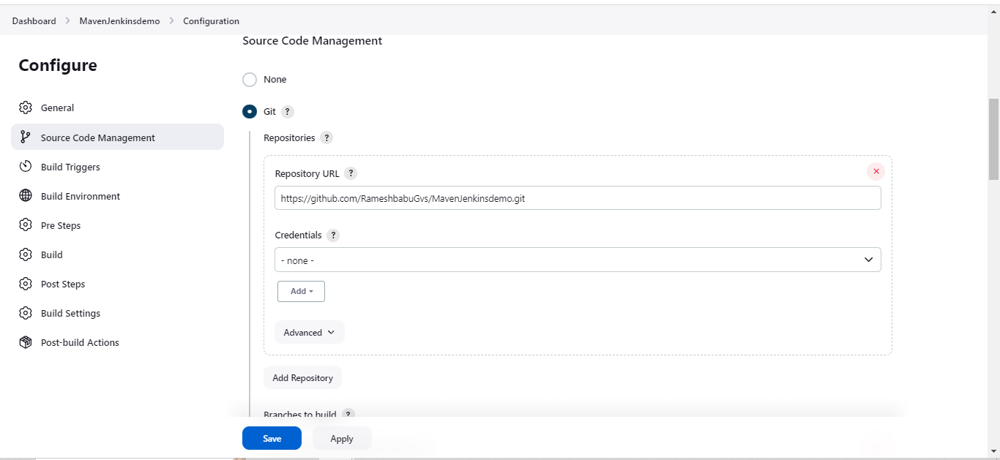 Dashboard > MavenJenkinsdemo > Configuration
Configure
General
Source Code Management
Build Triggers
Build Environment
Pre Steps
Build
Post Steps
Build Settings
Post-build Actions
Source Code Management
None
Git ?
Repositories ?
Repository URL ?
https://github.com/RameshbabuGvs/MavenJenkinsdemo.git
Credentials ?
- none -
Add
Advanced
Add Repository
Branches to build ?
Save Apply